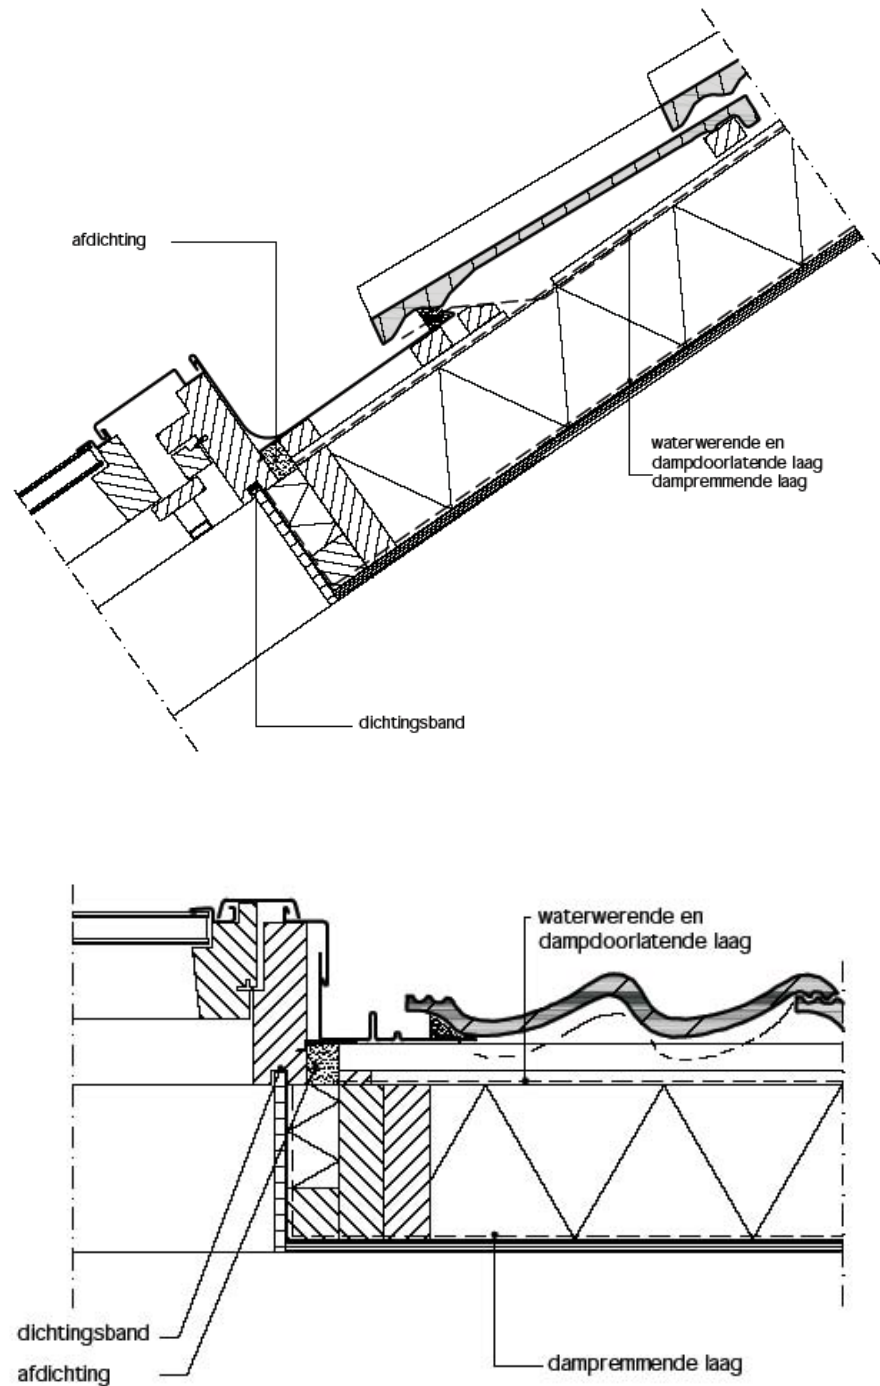 afdichting
waterwerende en
dampdoorlatende laag
dampremmende laag
dichtingsband
waterwerende en
dampdoorlatende laag
dichtingsband
afdichting
dampremmende laag